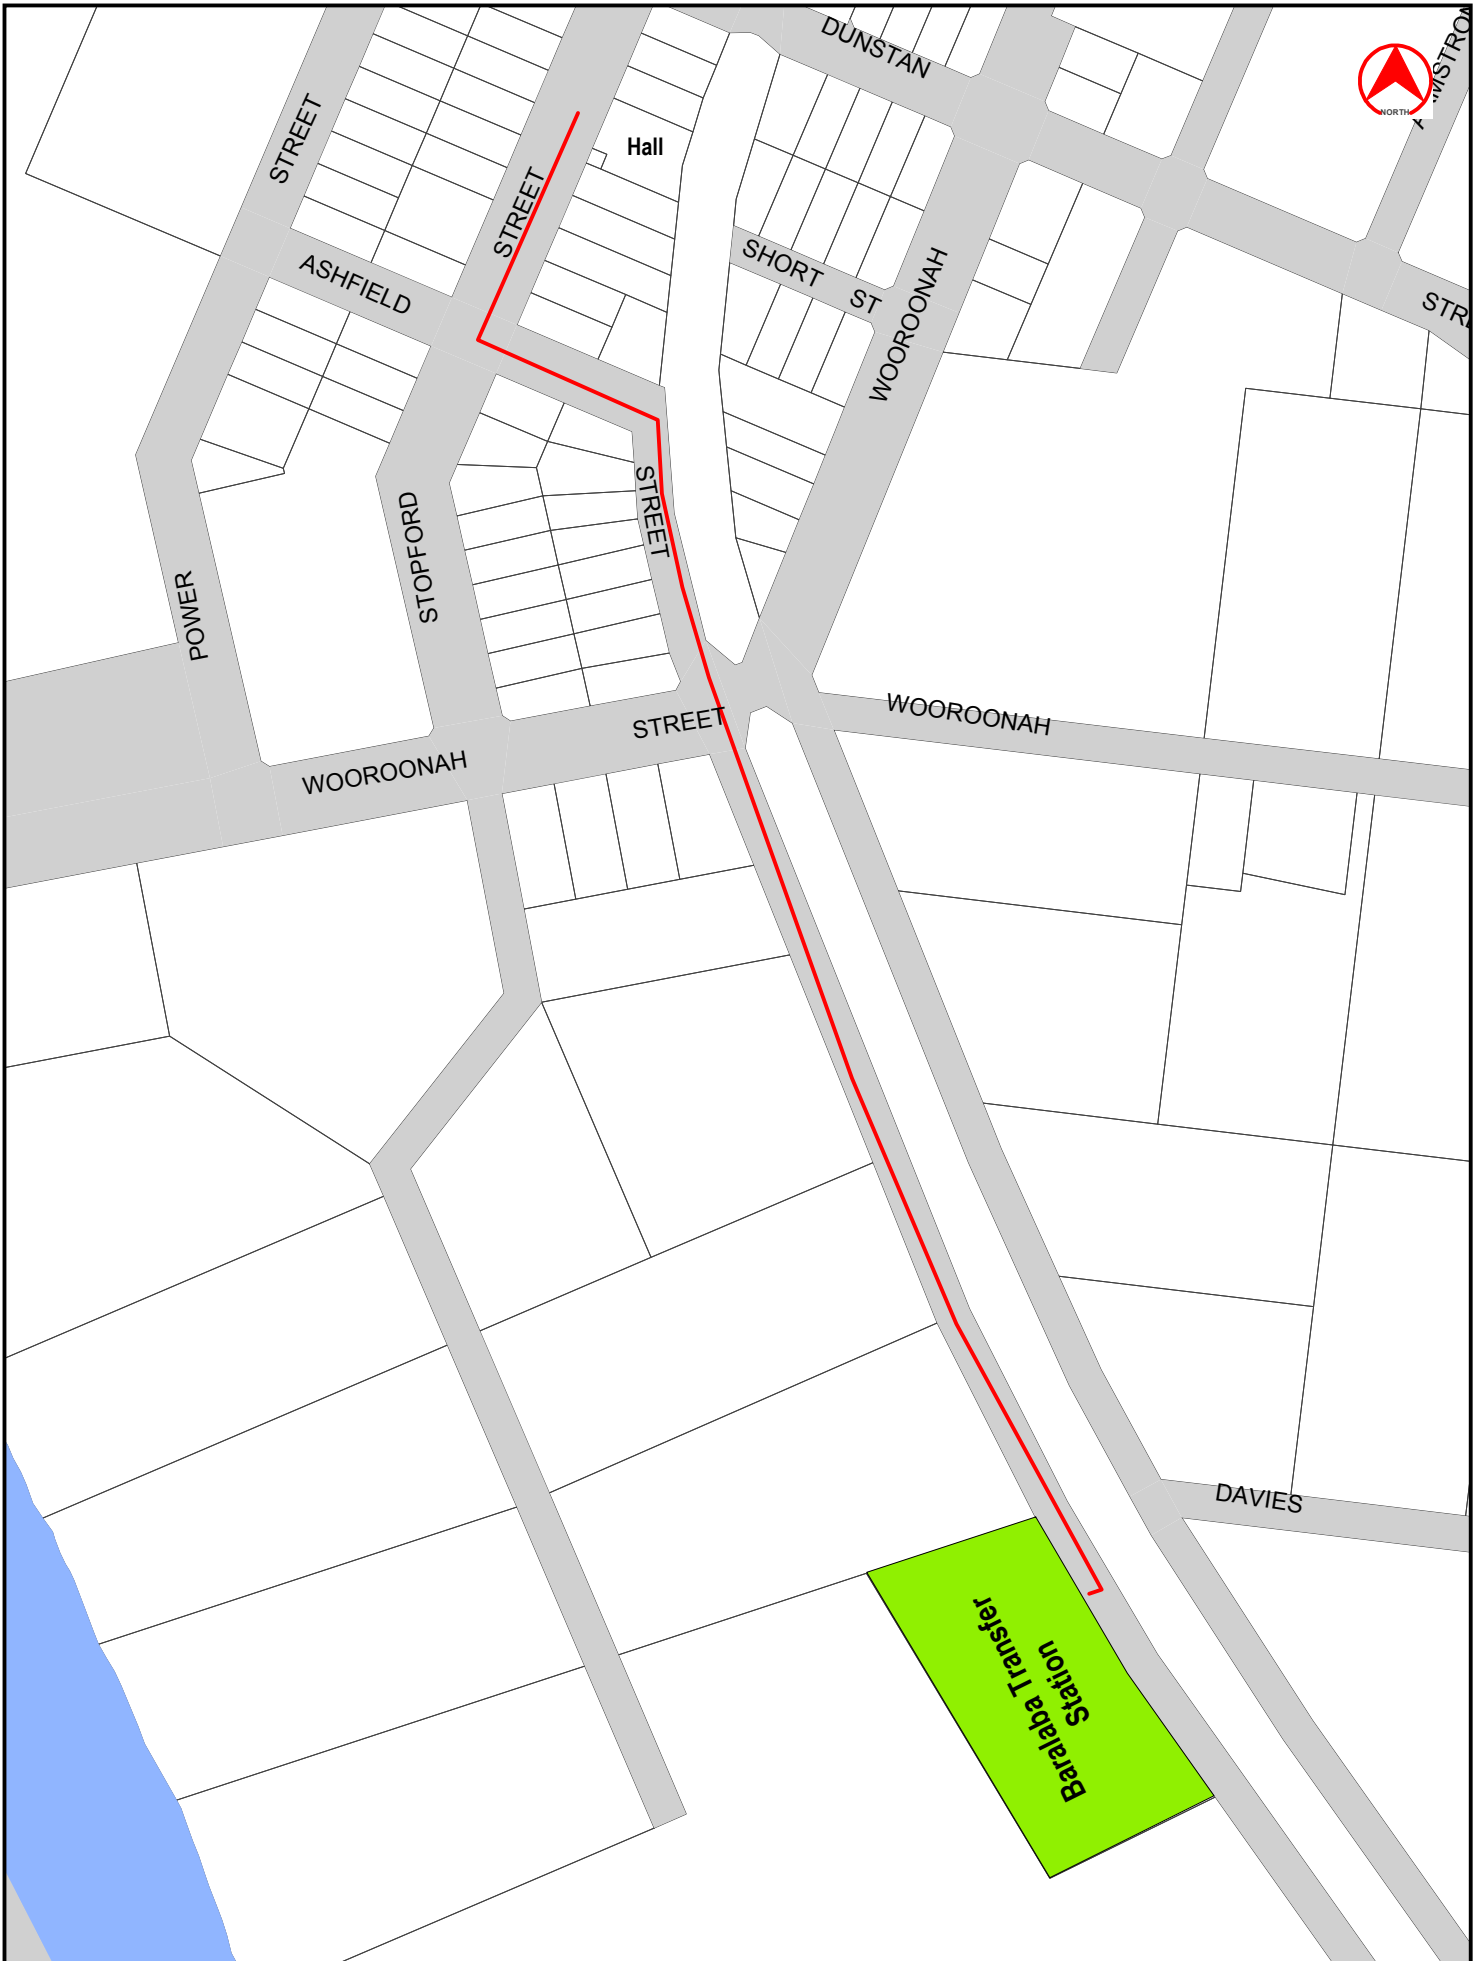 DUNSTAN
NORTH
STREET
Hall
STREET
ASHFIELD
SHORT ST
WOOROONAH
STREET
STOPFORD
POWER
WOOROONAH
STREET
WOOROONAH
DAVIES
Baralaba Transfer
Station